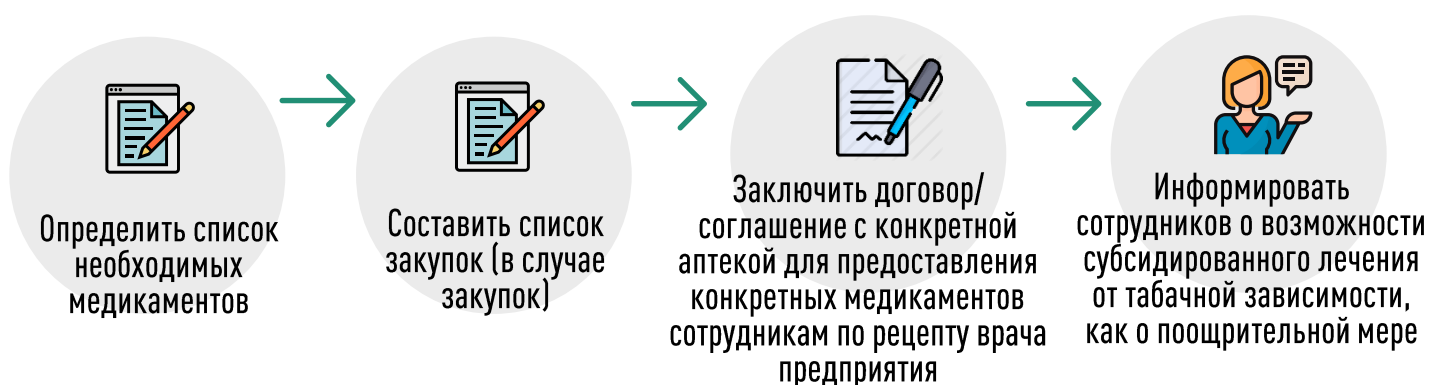 Определить список
необходимых
медикаментов
Составить список
закупок (в случае
закупок)
Заключить договор/
соглашение с конкретной
аптекой для предоставления
конкретных медикаментов
сотрудникам по рецепту врача
предприятия
Информировать
сотрудников о возможности
субсидированного лечения
от табачной зависимости,
как о поощрительной мере